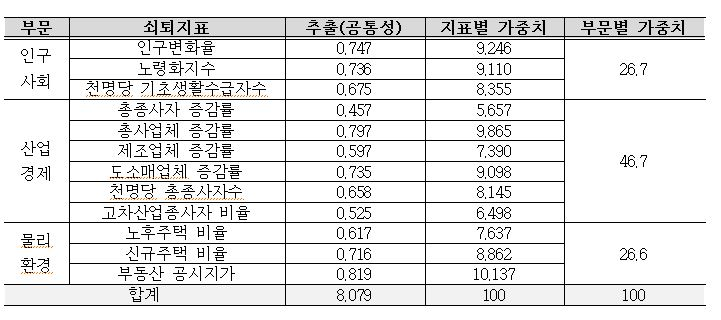 부문 쇠퇴지표 추출(공통성) 지표별 가중치 부문별 가중치
인구 사회 인구변화율 0.747 9.246 26.7
노령화지수 0.736 9.110
천명당 기초생활수급자수 0.675 8.355
산업 경제 총종사자 증감률 0.457 5.657 46.7
총사업체 증감률 0.797 9.865
제조업체 증감률 0.597 7.390
도소매업체 증감률 0.735 9.098
천명당 총종사자수 0.658 8.145
고차산업종사자 비율 0.525 6.498
물리 환경 노후주택 비율 0.617 7.637 26.6
신규주택 비율 0.716 8.862
부동산 공시지가 0.819 10.137
합계 8.079 100 100